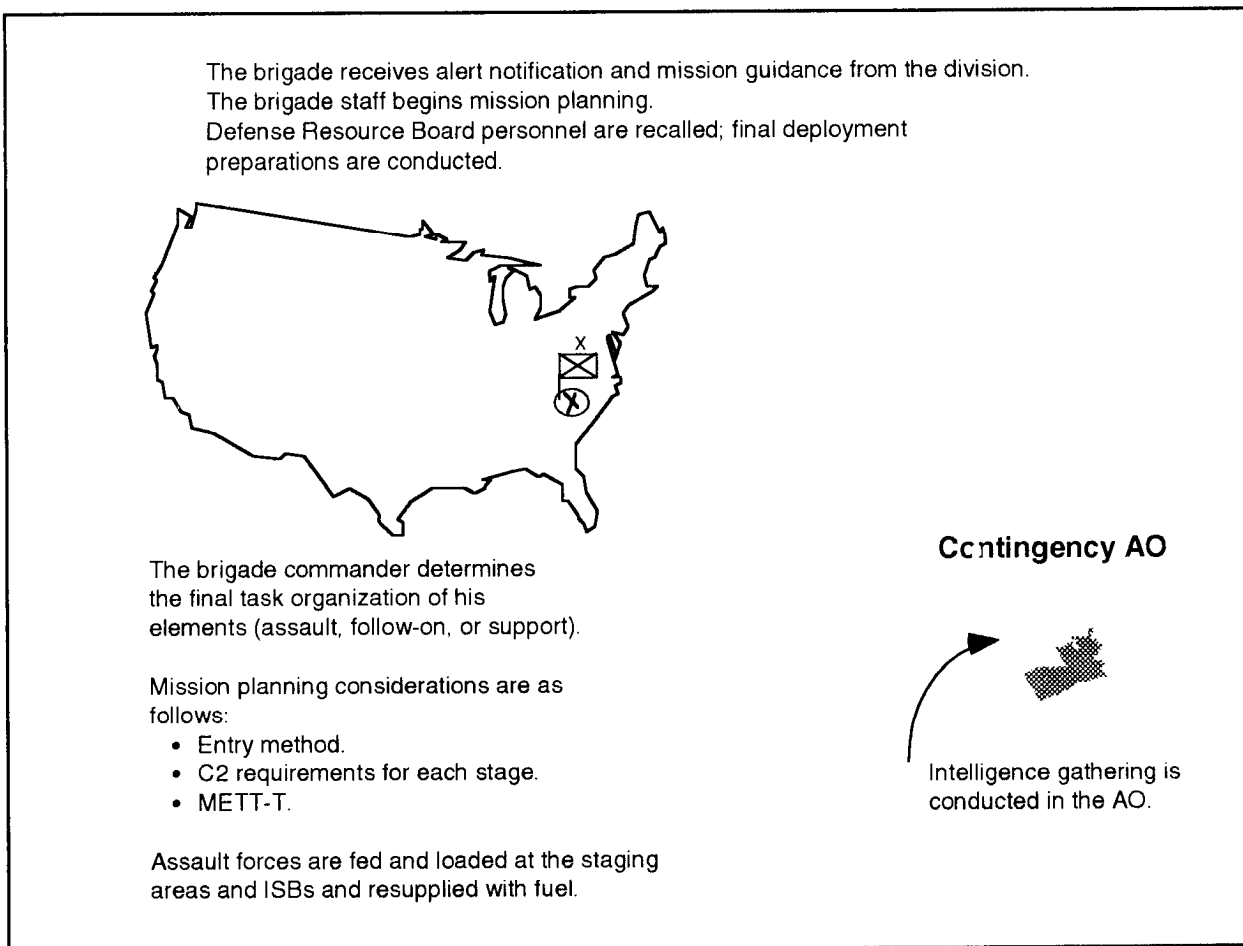 The brigade receives alert notification and mission guidance from the division.
The brigade staff begins mission planning.
Defense Resource Board personnel are recalled; final deployment
preparations are conducted.
X
The brigade commander determines
the final task organization of his
elements (assault, follow-on, or support).
Mission planning considerations are as
follows:
• Entry method.
• C2 requirements for each stage.
• METT-T.
Assault forces are fed and loaded at the staging
areas and ISBs and resupplied with fuel.
Contingency AO
Intelligence gathering is
conducted in the AO.